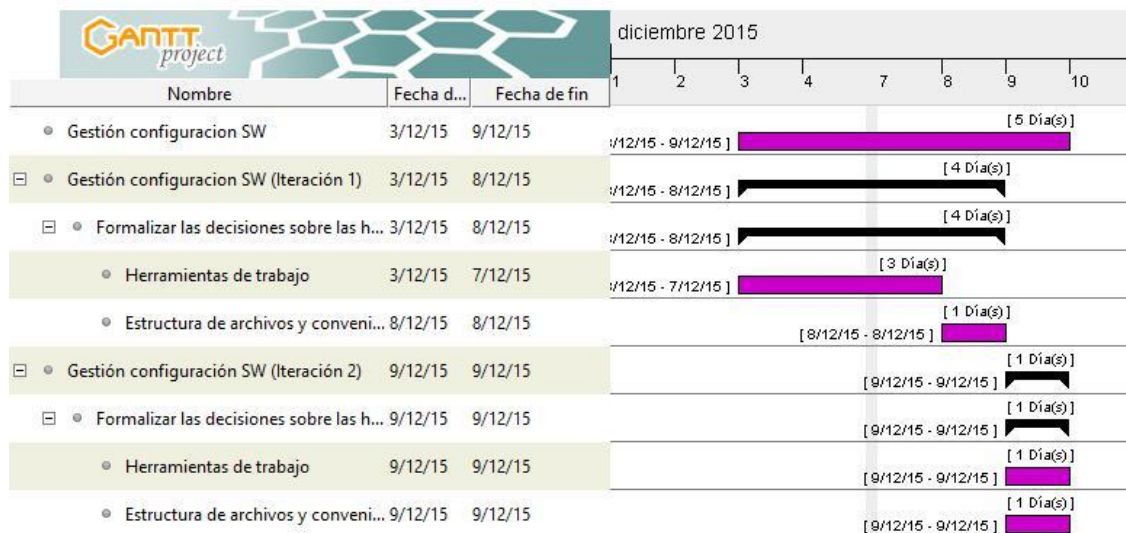 GANTT
project
diciembre 2015
1 2 3 4 7 8 9 10
Nombre Fecha d... Fecha de fin
Gestión configuracion SW 3/12/15 9/12/15
[ 5 Día(s) ]
/12/15 - 9/12/15 ]
Gestión configuracion SW (Iteración 1) 3/12/15 8/12/15
[ 4 Día(s) ]
/12/15 - 8/12/15 ]
Formalizar las decisiones sobre las h... 3/12/15 8/12/15
[ 4 Día(s) ]
/12/15 - 8/12/15 ]
Herramientas de trabajo 3/12/15 7/12/15
[ 3 Día(s) ]
/12/15 - 7/12/15 ]
Estructura de archivos y conveni... 8/12/15 8/12/15
[ 1 Día(s) ]
[ 8/12/15 - 8/12/15 ]
Gestión configuración SW (Iteración 2) 9/12/15 9/12/15
[ 1 Día(s) ]
[ 9/12/15 - 9/12/15 ]
Formalizar las decisiones sobre las h... 9/12/15 9/12/15
[ 1 Día(s) ]
[ 9/12/15 - 9/12/15 ]
Herramientas de trabajo 9/12/15 9/12/15
[ 1 Día(s) ]
[ 9/12/15 - 9/12/15 ]
Estructura de archivos y conveni... 9/12/15 9/12/15
[ 1 Día(s) ]
[ 9/12/15 - 9/12/15 ]